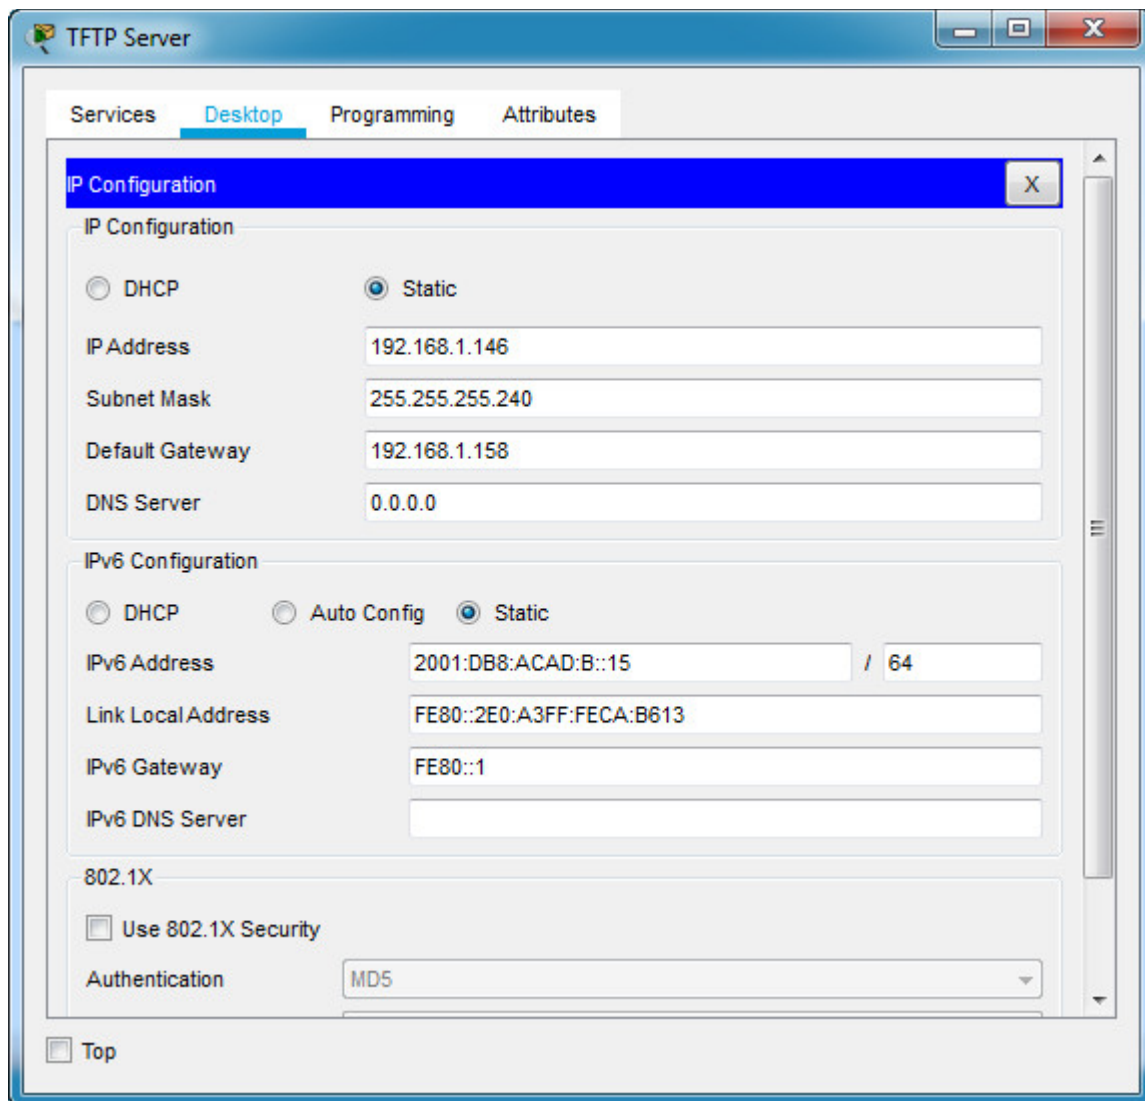 TFTP Server
Services Desktop Programming Attributes
IP Configuration X
IP Configuration
DHCP Static
IP Address 192.168.1.146
Subnet Mask 255.255.255.240
Default Gateway 192.168.1.158
DNS Server 0.0.0.0
IPv6 Configuration
DHCP Auto Config Static
IPv6 Address 2001:DB8:ACAD:B::15 / 64
Link Local Address FE80::2E0:A3FF:FECA:B613
IPv6 Gateway FE80::1
IPv6 DNS Server
802.1X
Use 802.1X Security
Authentication MD5
Top